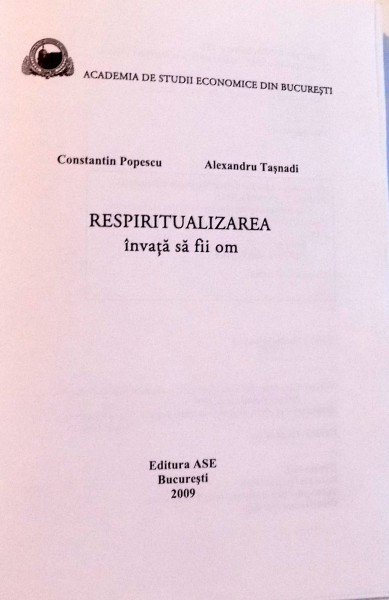 ACADEMIA DE STUDII ECONOMICE DIN BUCUREŞTI
Constantin Popescu Alexandru Taşnadi
RESPIRITUALIZAREA
învaţă să fii om
Editura ASE
Bucureşti
2009